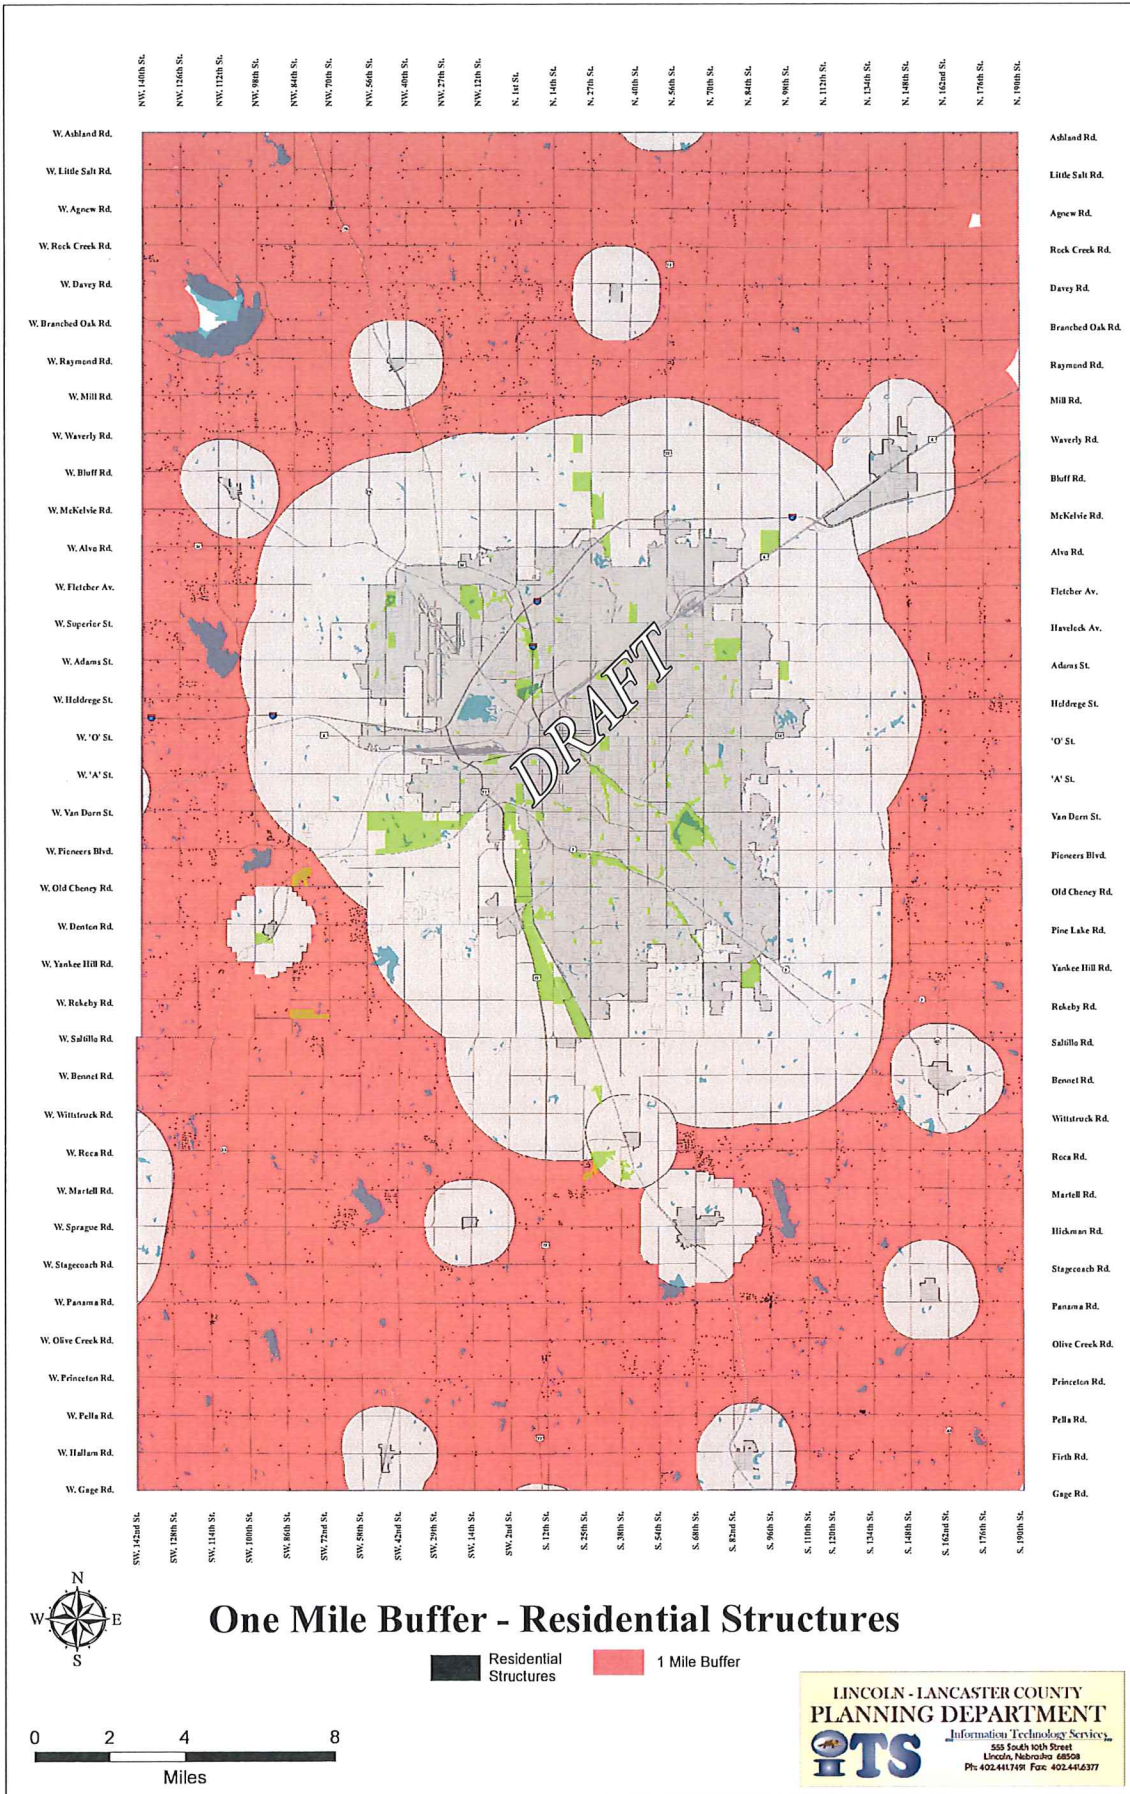 NW. 140th St.
NW. 126th St.
NW. 112th St.
NW. 98th St.
NW. 84th St.
NW. 70th St.
NW. 56th St.
NW. 40th St.
NW. 27th St.
NW. 12th St.
N. 1st St.
N. 14th St.
N. 27th St.
N. 40th St.
N. 56th St.
N. 70th St.
N. 84th St.
N. 98th St.
N. 112th St.
N. 134th St.
N. 148th St.
N. 162nd St.
N. 176th St.
N. 190th St.
W. Ashland Rd.
W. Little Salt Rd.
W. Agnew Rd.
W. Rock Creek Rd.
W. Davey Rd.
W. Branched Oak Rd.
W. Raymond Rd.
W. Mill Rd.
W. Waverly Rd.
W. Bluff Rd.
W. McKelvie Rd.
W. Alvo Rd.
W. Fletcher Av.
W. Superior St.
W. Adams St.
W. Holdrege St.
W. 'O' St.
W. 'A' St.
W. Van Dorn St.
W. Pioneers Blvd.
W. Old Cheney Rd.
W. Denton Rd.
W. Yankee Hill Rd.
W. Rokeby Rd.
W. Saltillo Rd.
W. Bennet Rd.
W. Wittstruck Rd.
W. Roca Rd.
W. Martell Rd.
W. Sprague Rd.
W. Stagecoach Rd.
W. Panama Rd.
W. Olive Creek Rd.
W. Princeton Rd.
W. Pella Rd.
W. Hallam Rd.
W. Gage Rd.
Ashland Rd.
Little Salt Rd.
Agnew Rd.
Rock Creek Rd.
Davey Rd.
Branched Oak Rd.
Raymond Rd.
Mill Rd.
Waverly Rd.
Bluff Rd.
McKelvie Rd.
Alvo Rd.
Fletcher Av.
Havelock Av.
Adams St.
Holdrege St.
'O' St.
'A' St.
Van Dorn St.
Pioneers Blvd.
Old Cheney Rd.
Pine Lake Rd.
Yankee Hill Rd.
Rokeby Rd.
Saltillo Rd.
Bennet Rd.
Wittstruck Rd.
Roca Rd.
Martell Rd.
Hickman Rd.
Stagecoach Rd.
Panama Rd.
Olive Creek Rd.
Princeton Rd.
Pella Rd.
Firth Rd.
Gage Rd.
DRAFT
SW. 142nd St.
SW. 128th St.
SW. 114th St.
SW. 100th St.
SW. 86th St.
SW. 72nd St.
SW. 58th St.
SW. 42nd St.
SW. 29th St.
SW. 14th St.
SW. 2nd St.
S. 12th St.
S. 25th St.
S. 38th St.
S. 54th St.
S. 68th St.
S. 82nd St.
S. 96th St.
S. 110th St.
S. 120th St.
S. 134th St.
S. 148th St.
S. 162nd St.
S. 176th St.
S. 190th St.
N
W E
S
One Mile Buffer - Residential Structures
Residential
Structures
1 Mile Buffer
0 2 4 8
Miles
LINCOLN - LANCASTER COUNTY
PLANNING DEPARTMENT
iTS
Information Technology Services
555 South 10th Street
Lincoln, Nebraska 68508
Ph: 402.441.7491 Fax: 402.441.6377